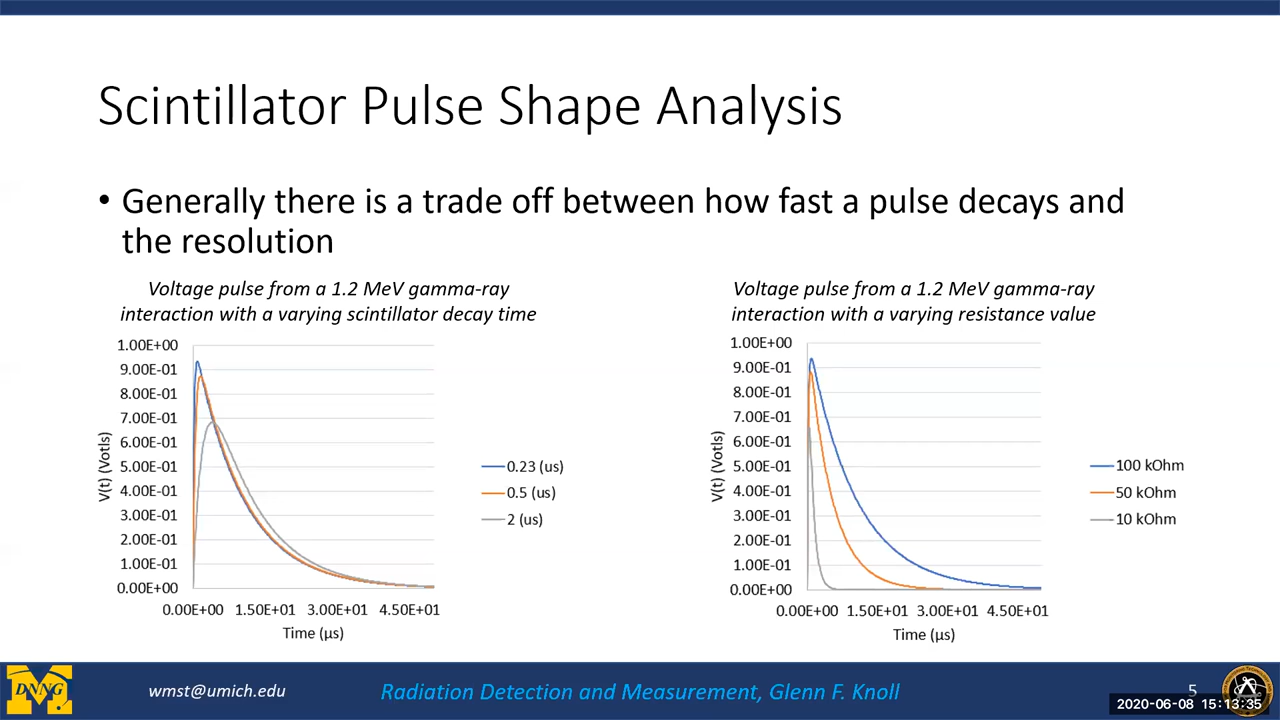 Scintillator Pulse Shape Analysis
• Generally there is a trade off between how fast a pulse decays and
the resolution
Voltage pulse from a 1.2 MeV gamma-ray
interaction with a varying scintillator decay time
1.00E+00
9.00E-01
8.00E-01
7.00E-01
6.00E-01
5.00E-01
4.00E-01
3.00E-01
2.00E-01
1.00E-01
0.00E+00
V(t) (Votls)
0.00E+00 1.50E+01 3.00E+01 4.50E+01
Time (µs)
0.23 (us)
0.5 (us)
2 (us)
Voltage pulse from a 1.2 MeV gamma-ray
interaction with a varying resistance value
1.00E+00
9.00E-01
8.00E-01
7.00E-01
6.00E-01
5.00E-01
4.00E-01
3.00E-01
2.00E-01
1.00E-01
0.00E+00
V(t) (Votls)
0.00E+00 1.50E+01 3.00E+01 4.50E+01
Time (µs)
100 kOhm
50 kOhm
10 kOhm
DNNG
wmst@umich.edu
Radiation Detection and Measurement, Glenn F. Knoll
5
2020-06-08 15:13:35